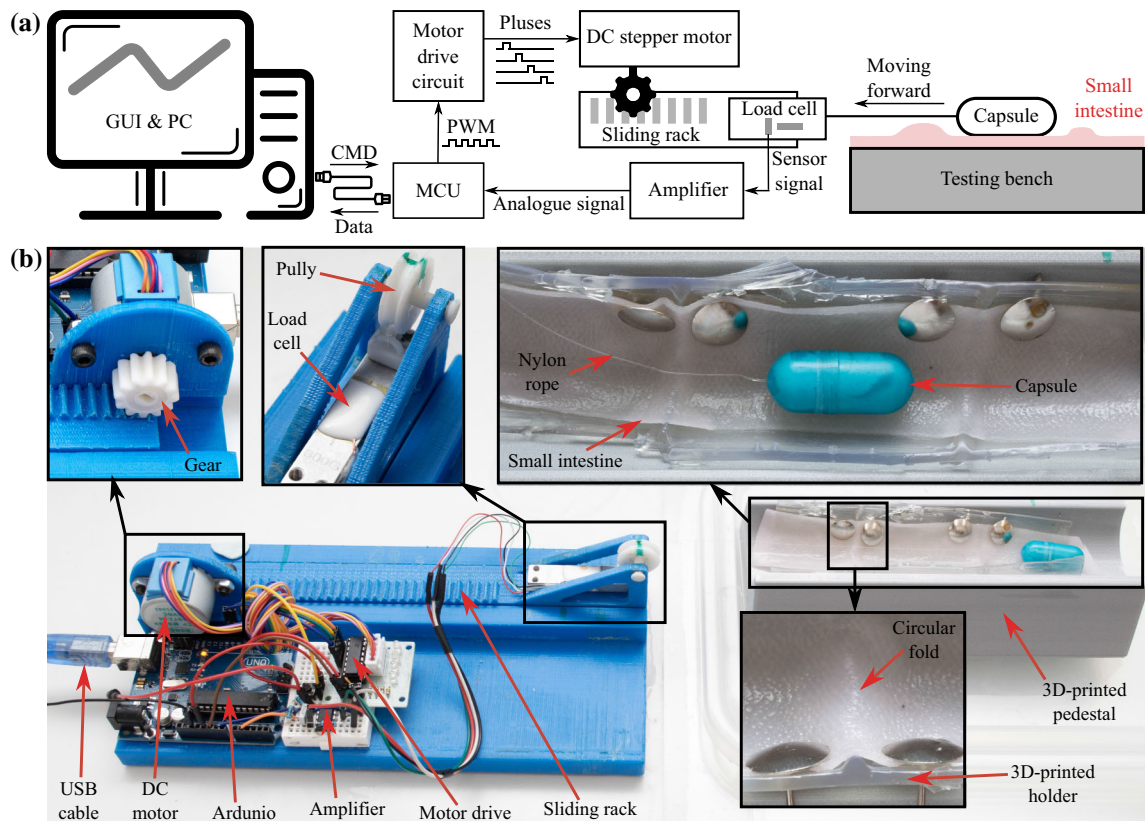 (a)
GUI & PC
CMD
Data
Motor
drive
circuit
PWM
MCU
Pluses
DC stepper motor
Sliding rack
Load cell
Sensor
signal
Amplifier
Analogue signal
Moving
forward
Capsule
Small
intestine
Testing bench
(b)
Gear
Pully
Load
cell
Nylon
rope
Small intestine
Capsule
UNO
Circular
fold
3D-printed
pedestal
3D-printed
holder
USB
cable
DC
motor
Ardunio
Amplifier
Motor drive
Sliding rack